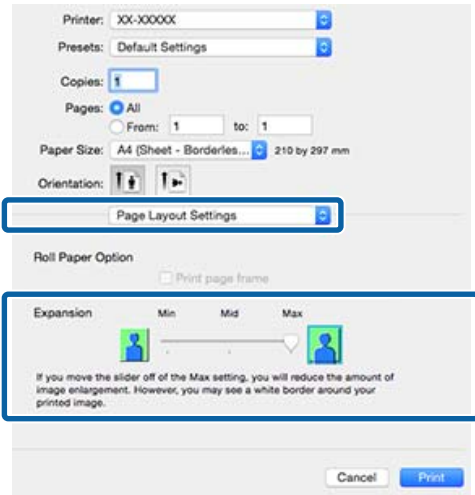 Printer: XX-XXXXX
Presets: Default Settings
Copies: 1
Pages: All
From: 1 to: 1
Paper Size: A4 (Sheet - Borderles... 210 by 297 mm
Orientation:
Page Layout Settings
Roll Paper Option
Print page frame
Expansion Min Mid Max
If you move the slider off of the Max setting, you will reduce the amount of
image enlargement. However, you may see a white border around your
printed image.
Cancel Print